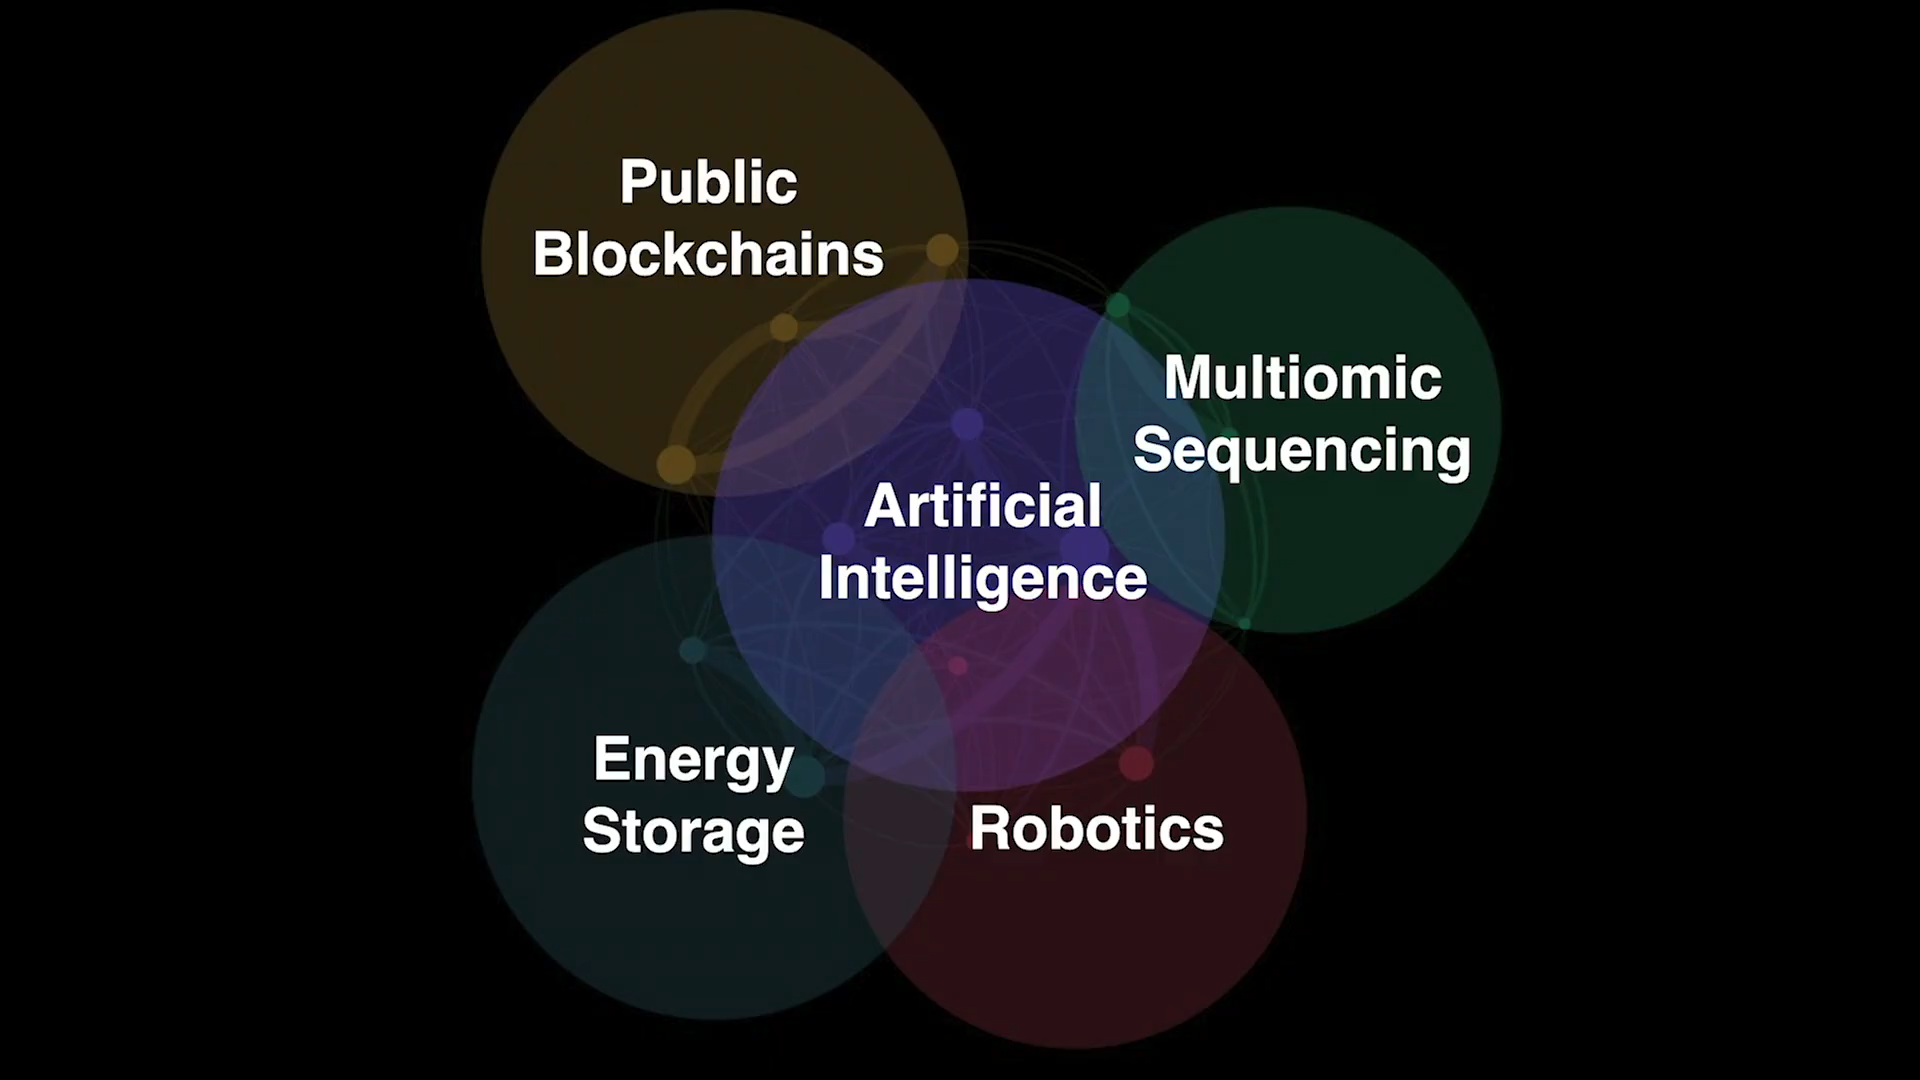 Public
Blockchains
Multiomic
Sequencing
Artificial
Intelligence
Energy
Storage
Robotics